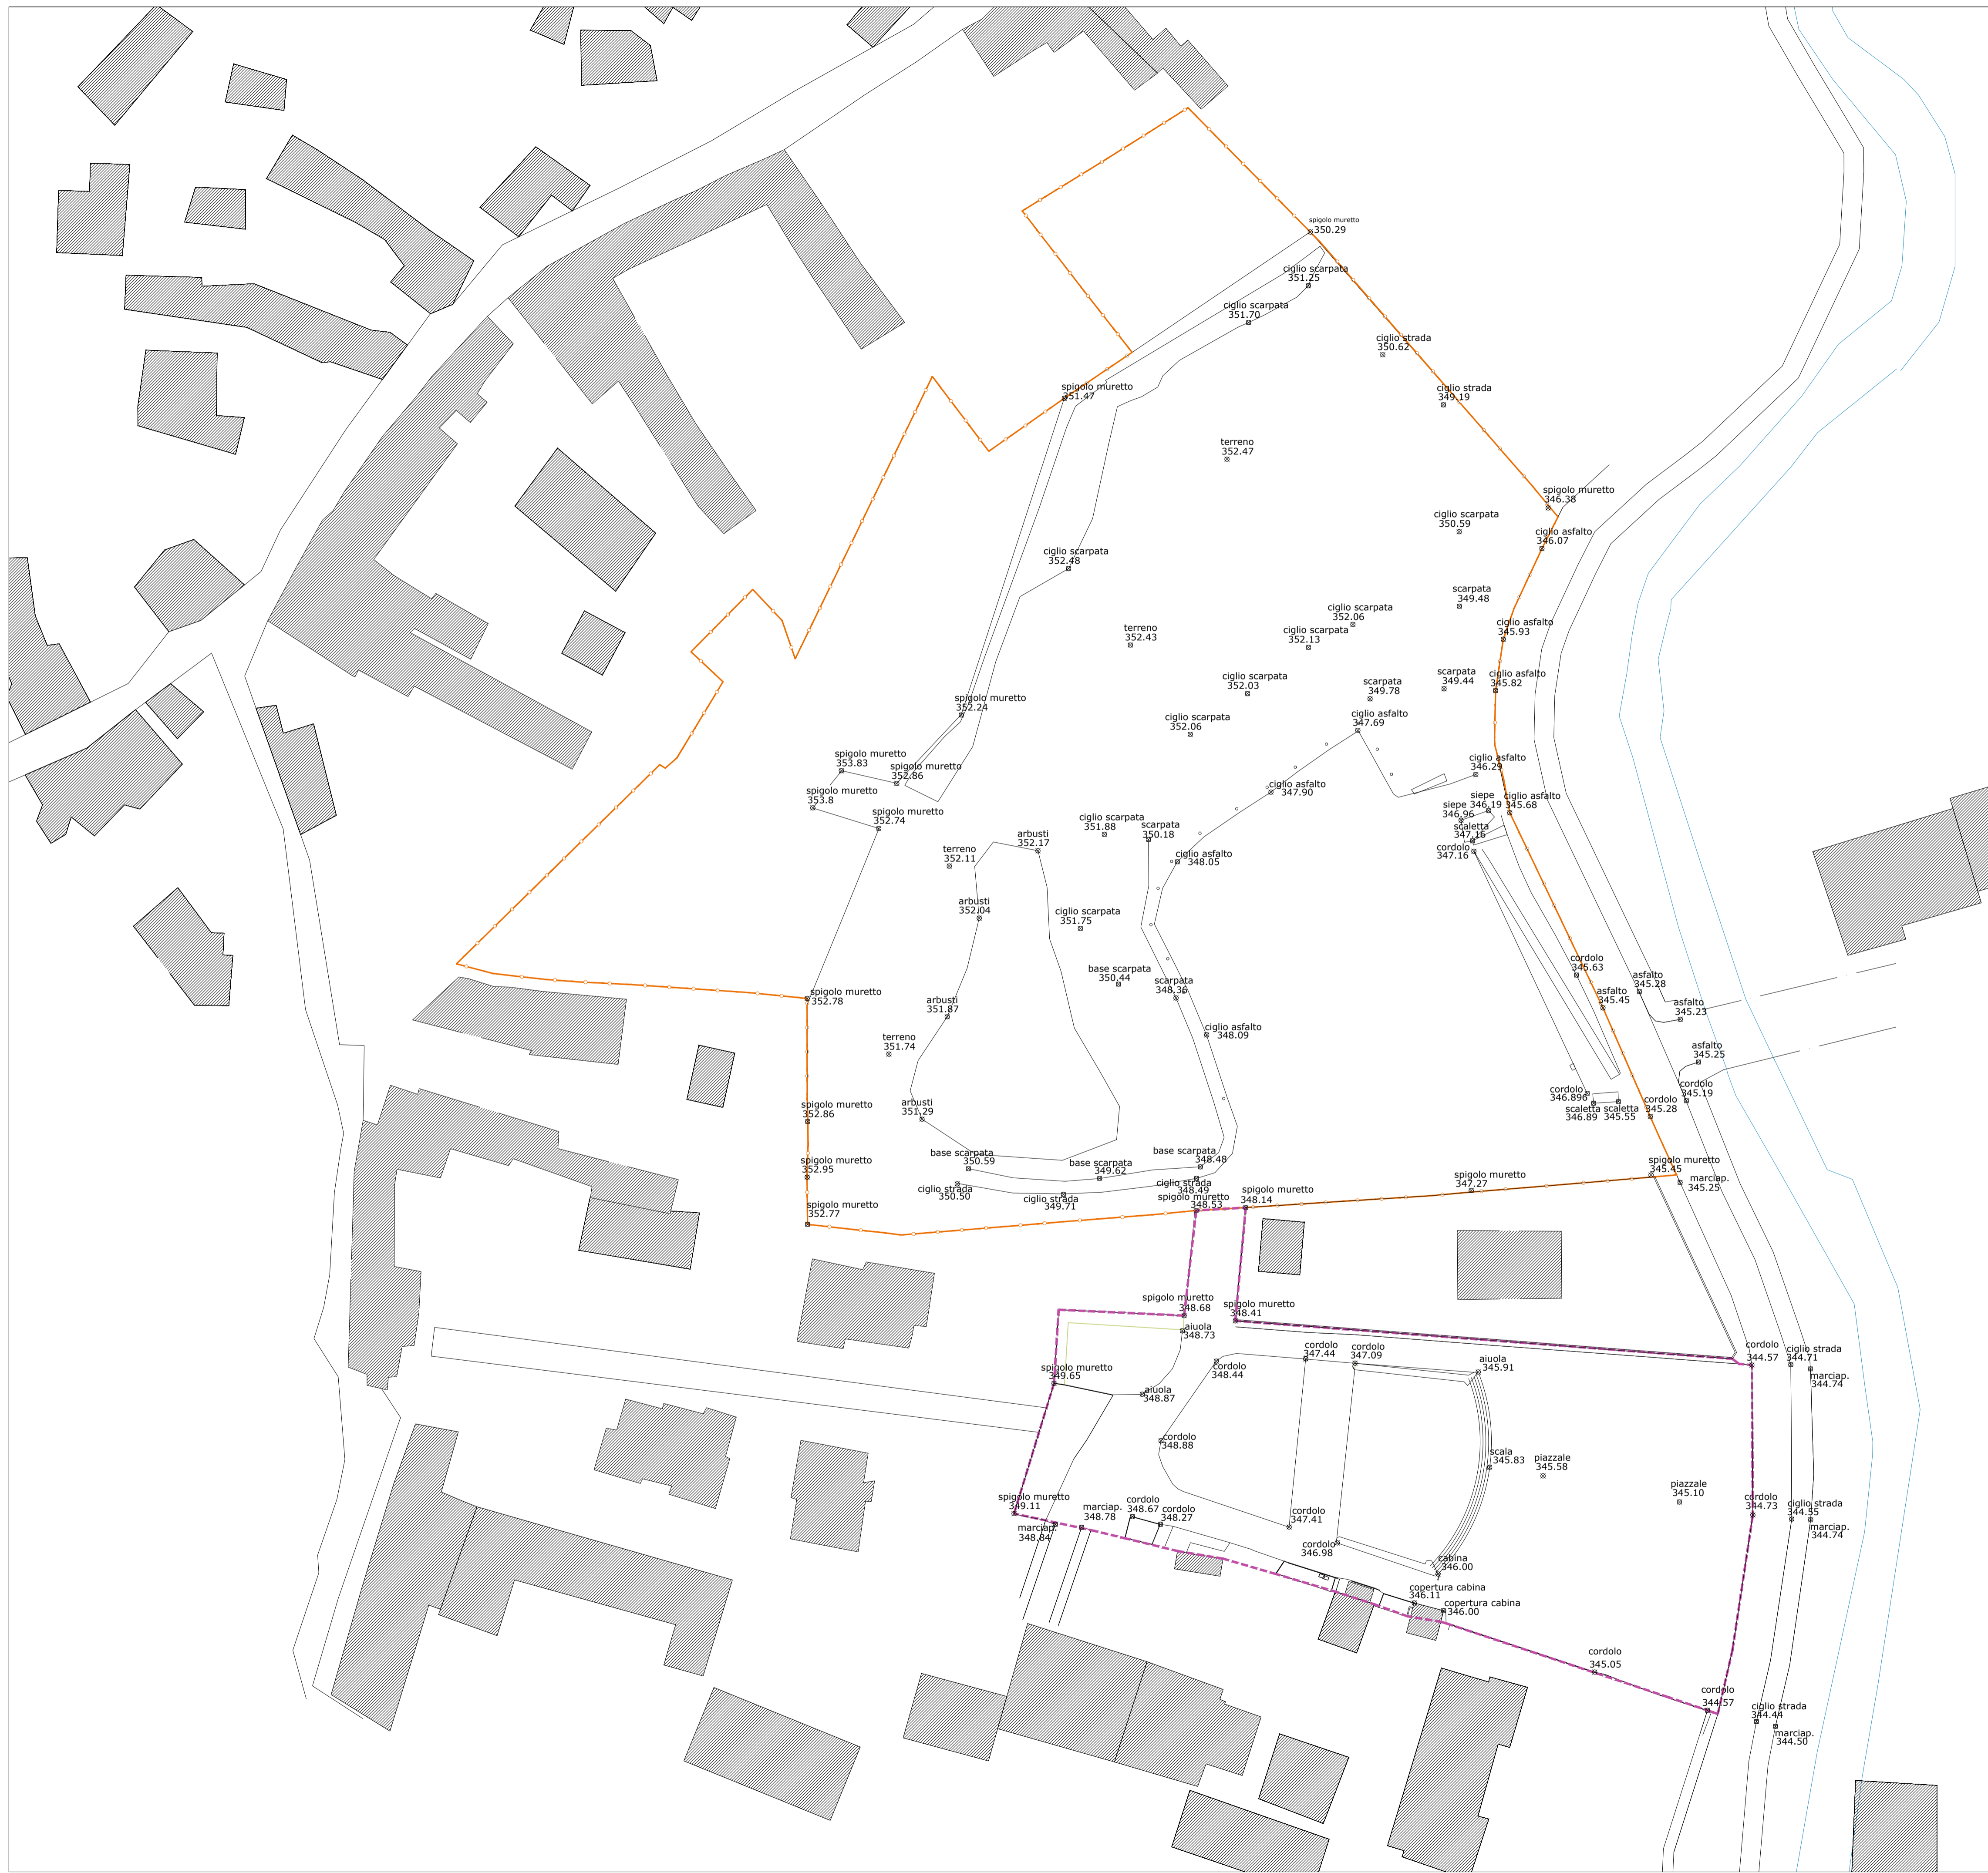 spigolo muretto
350.29
ciglio scarpata
351.25
ciglio scarpata
351.70
ciglio strada
350.62
spigolo muretto
351.47
ciglio strada
349.19
terreno
352.47
spigolo muretto
346.38
ciglio scarpata
350.59
ciglio asfalto
346.07
ciglio scarpata
352.48
scarpata
349.48
ciglio scarpata
352.06
ciglio asfalto
345.93
terreno
352.43
ciglio scarpata
352.13
ciglio scarpata
352.03
scarpata
349.78
scarpata
349.44
ciglio asfalto
345.82
spigolo muretto
352.24
ciglio scarpata
352.06
ciglio asfalto
347.69
spigolo muretto
353.83
spigolo muretto
352.86
ciglio asfalto
346.29
spigolo muretto
353.8
ciglio asfalto
347.90
siepe
346.19
siepe
346.96
ciglio asfalto
345.68
spigolo muretto
352.74
ciglio scarpata
351.88
scarpata
350.18
scaletta
347.16
cordolo
347.16
arbusti
352.17
terreno
352.11
ciglio asfalto
348.05
arbusti
352.04
ciglio scarpata
351.75
base scarpata
350.44
scarpata
348.36
cordolo
345.63
asfalto
345.28
spigolo muretto
352.78
arbusti
351.87
asfalto
345.45
asfalto
345.23
ciglio asfalto
348.09
terreno
351.74
asfalto
345.25
cordolo
346.896
cordolo
345.19
arbusti
351.29
scaletta
346.89
scaletta
345.55
cordolo
345.28
spigolo muretto
352.86
base scarpata
350.59
base scarpata
349.62
base scarpata
348.48
spigolo muretto
352.95
ciglio strada
350.50
ciglio strada
349.71
ciglio strada
348.49
spigolo muretto
347.27
spigolo muretto
345.45
marciap.
345.25
spigolo muretto
352.77
spigolo muretto
348.53
spigolo muretto
348.14
spigolo muretto
348.68
spigolo muretto
348.41
aiuola
348.73
cordolo
348.44
cordolo
347.44
cordolo
347.09
aiuola
345.91
cordolo
344.57
ciglio strada
344.71
marciap.
344.74
spigolo muretto
349.65
aiuola
348.87
cordolo
348.88
scala
345.83
piazzale
345.58
piazzale
345.10
spigolo muretto
349.11
marciap.
348.84
marciap.
348.78
cordolo
348.67
cordolo
348.27
cordolo
347.41
cordolo
346.98
cordolo
344.73
ciglio strada
344.55
marciap.
344.74
cabina
346.00
copertura cabina
346.11
copertura cabina
346.00
cordolo
345.05
cordolo
344.57
ciglio strada
344.44
marciap.
344.50